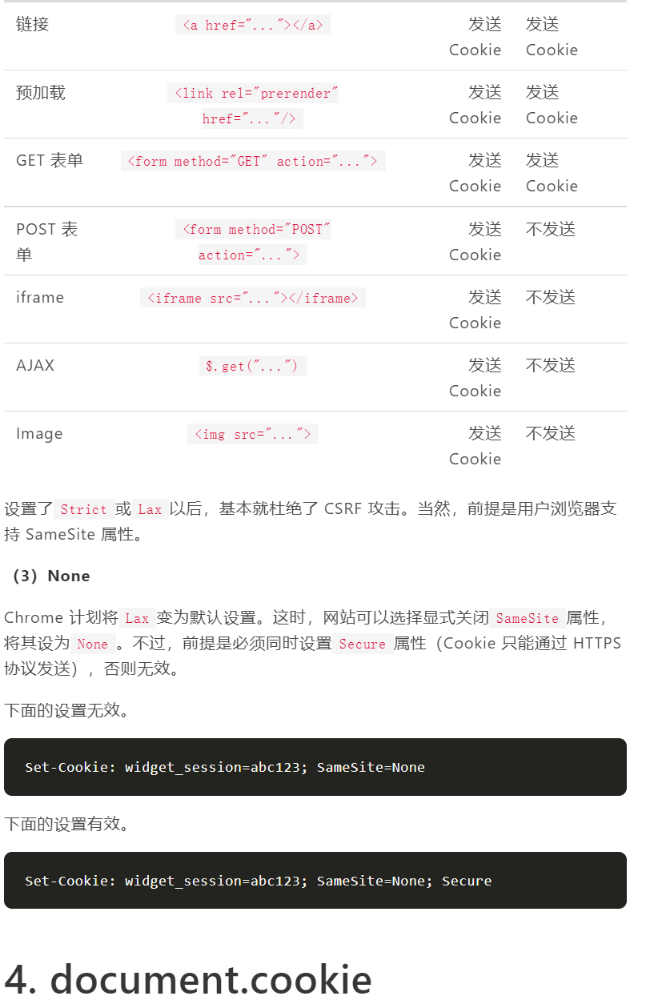 链接 <a href="..."></a> 发送 发送
Cookie Cookie
预加载 <link rel="prerender" 发送 发送
href="..."/> Cookie Cookie
GET 表单 <form method="GET" action="..."> 发送 发送
Cookie Cookie
POST 表 <form method="POST" 发送 不发送
单 action="..."> Cookie
iframe <iframe src="..."></iframe> 发送 不发送
Cookie
AJAX $.get("...") 发送 不发送
Cookie
Image <img src="..."> 发送 不发送
Cookie
设置了 Strict 或 Lax 以后，基本就杜绝了 CSRF 攻击。当然，前提是用户浏览器支
持 SameSite 属性。
（3）None
Chrome 计划将 Lax 变为默认设置。这时，网站可以选择显式关闭 SameSite 属性，
将其设为 None 。不过，前提是必须同时设置 Secure 属性（Cookie 只能通过 HTTPS
协议发送），否则无效。
下面的设置无效。
Set-Cookie: widget_session=abc123; SameSite=None
下面的设置有效。
Set-Cookie: widget_session=abc123; SameSite=None; Secure
4. document.cookie